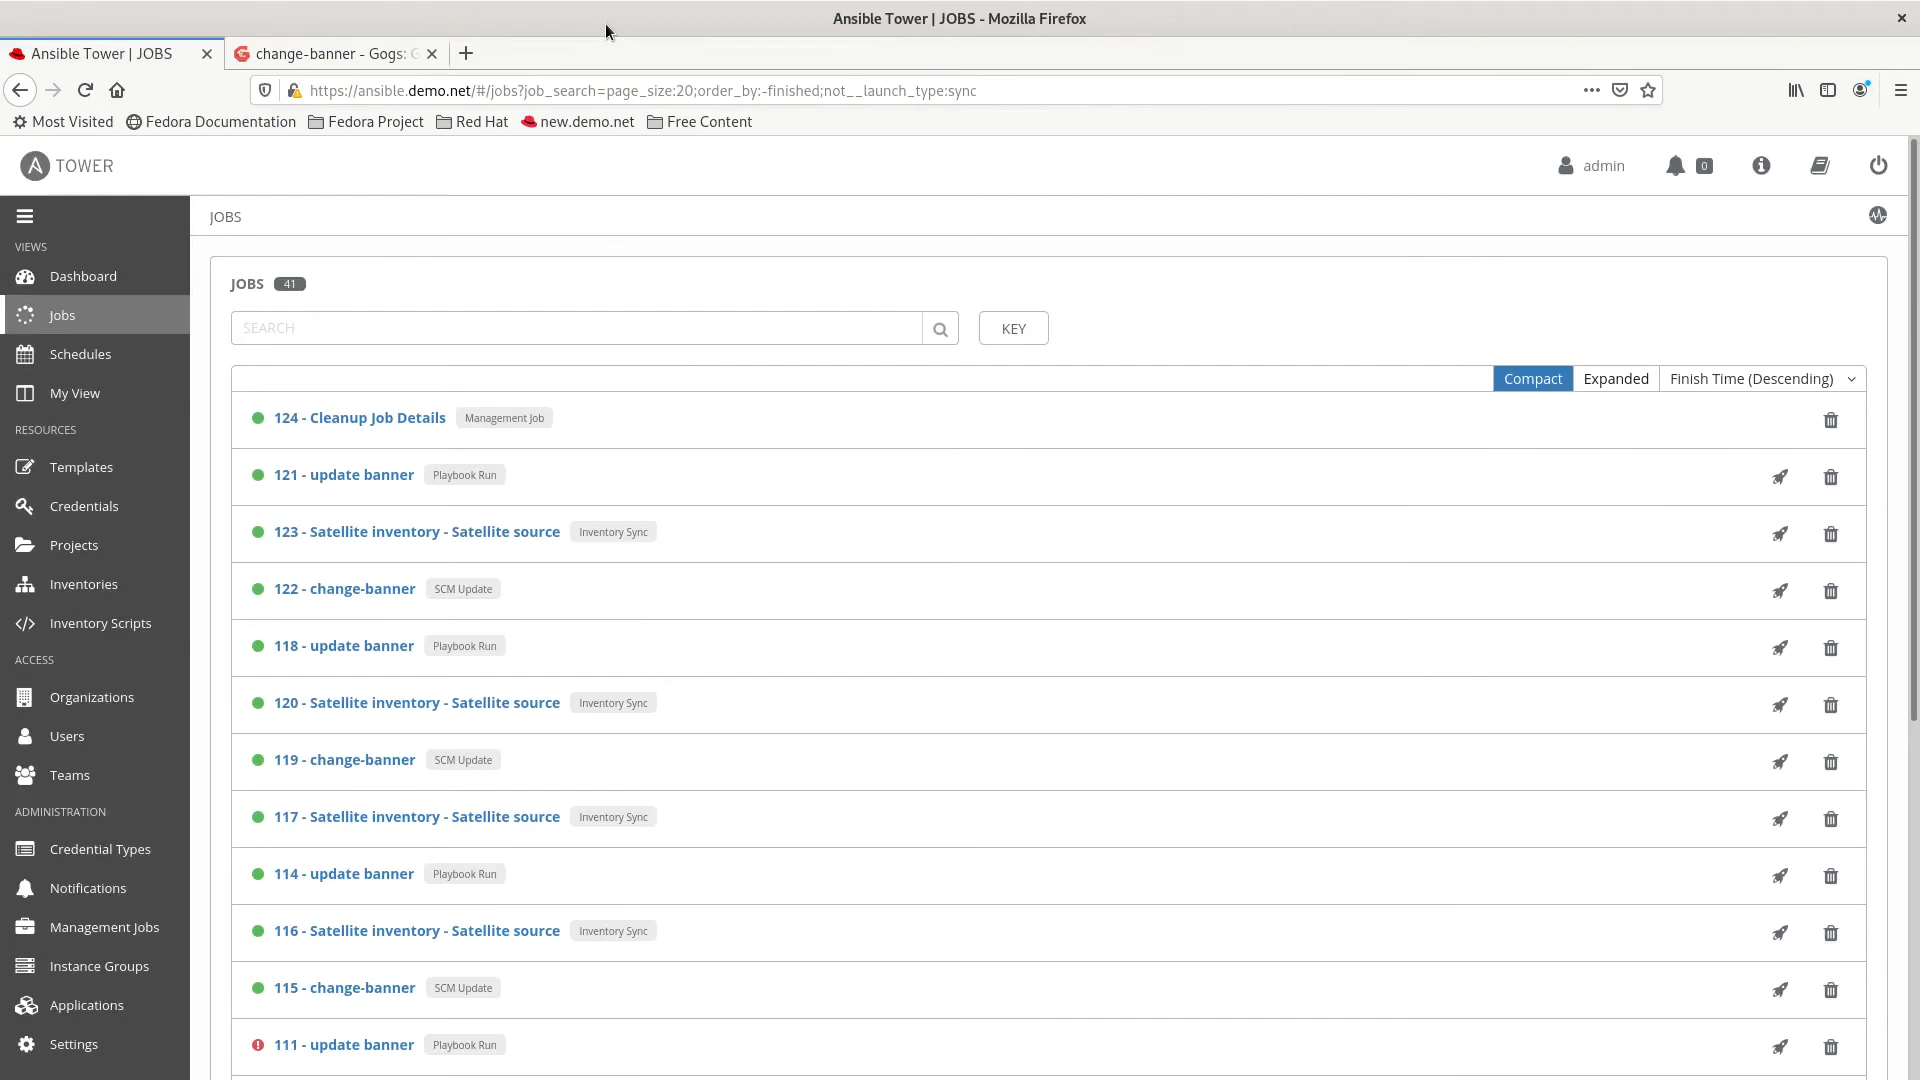 Ansible Tower | JOBS - Mozilla Firefox
Ansible Tower | JOBS
change-banner - Gogs: G
https://ansible.demo.net/#/jobs?job_search=page_size:20;order_by:-finished;not__launch_type:sync
Most Visited
Fedora Documentation
Fedora Project
Red Hat
new.demo.net
Free Content
TOWER
admin
0
VIEWS
Dashboard
Jobs
Schedules
My View
RESOURCES
Templates
Credentials
Projects
Inventories
Inventory Scripts
ACCESS
Organizations
Users
Teams
ADMINISTRATION
Credential Types
Notifications
Management Jobs
Instance Groups
Applications
Settings
JOBS
JOBS 41
SEARCH
KEY
Compact
Expanded
Finish Time (Descending)
124 - Cleanup Job Details Management Job
121 - update banner Playbook Run
123 - Satellite inventory - Satellite source Inventory Sync
122 - change-banner SCM Update
118 - update banner Playbook Run
120 - Satellite inventory - Satellite source Inventory Sync
119 - change-banner SCM Update
117 - Satellite inventory - Satellite source Inventory Sync
114 - update banner Playbook Run
116 - Satellite inventory - Satellite source Inventory Sync
115 - change-banner SCM Update
111 - update banner Playbook Run